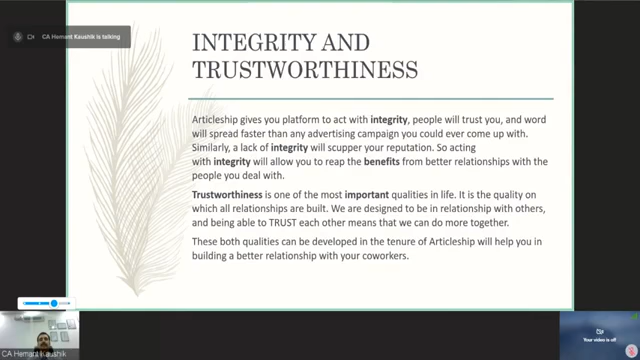 CA Hemant Kaushik is talking
INTEGRITY AND
TRUSTWORTHINESS
Articleship gives you platform to act with integrity, people will trust you, and word
will spread faster than any advertising campaign you could ever come up with.
Similarly, a lack of integrity will scupper your reputation. So acting
with integrity will allow you to reap the benefits from better relationships with the
people you deal with.
Trustworthiness is one of the most important qualities in life. It is the quality on
which all relationships are built. We are designed to be in relationship with others,
and being able to TRUST each other means that we can do more together.
These both qualities can be developed in the tenure of Articleship will help you in
building a better relationship with your coworkers.
CA Hemant Kaushik
Your video is off